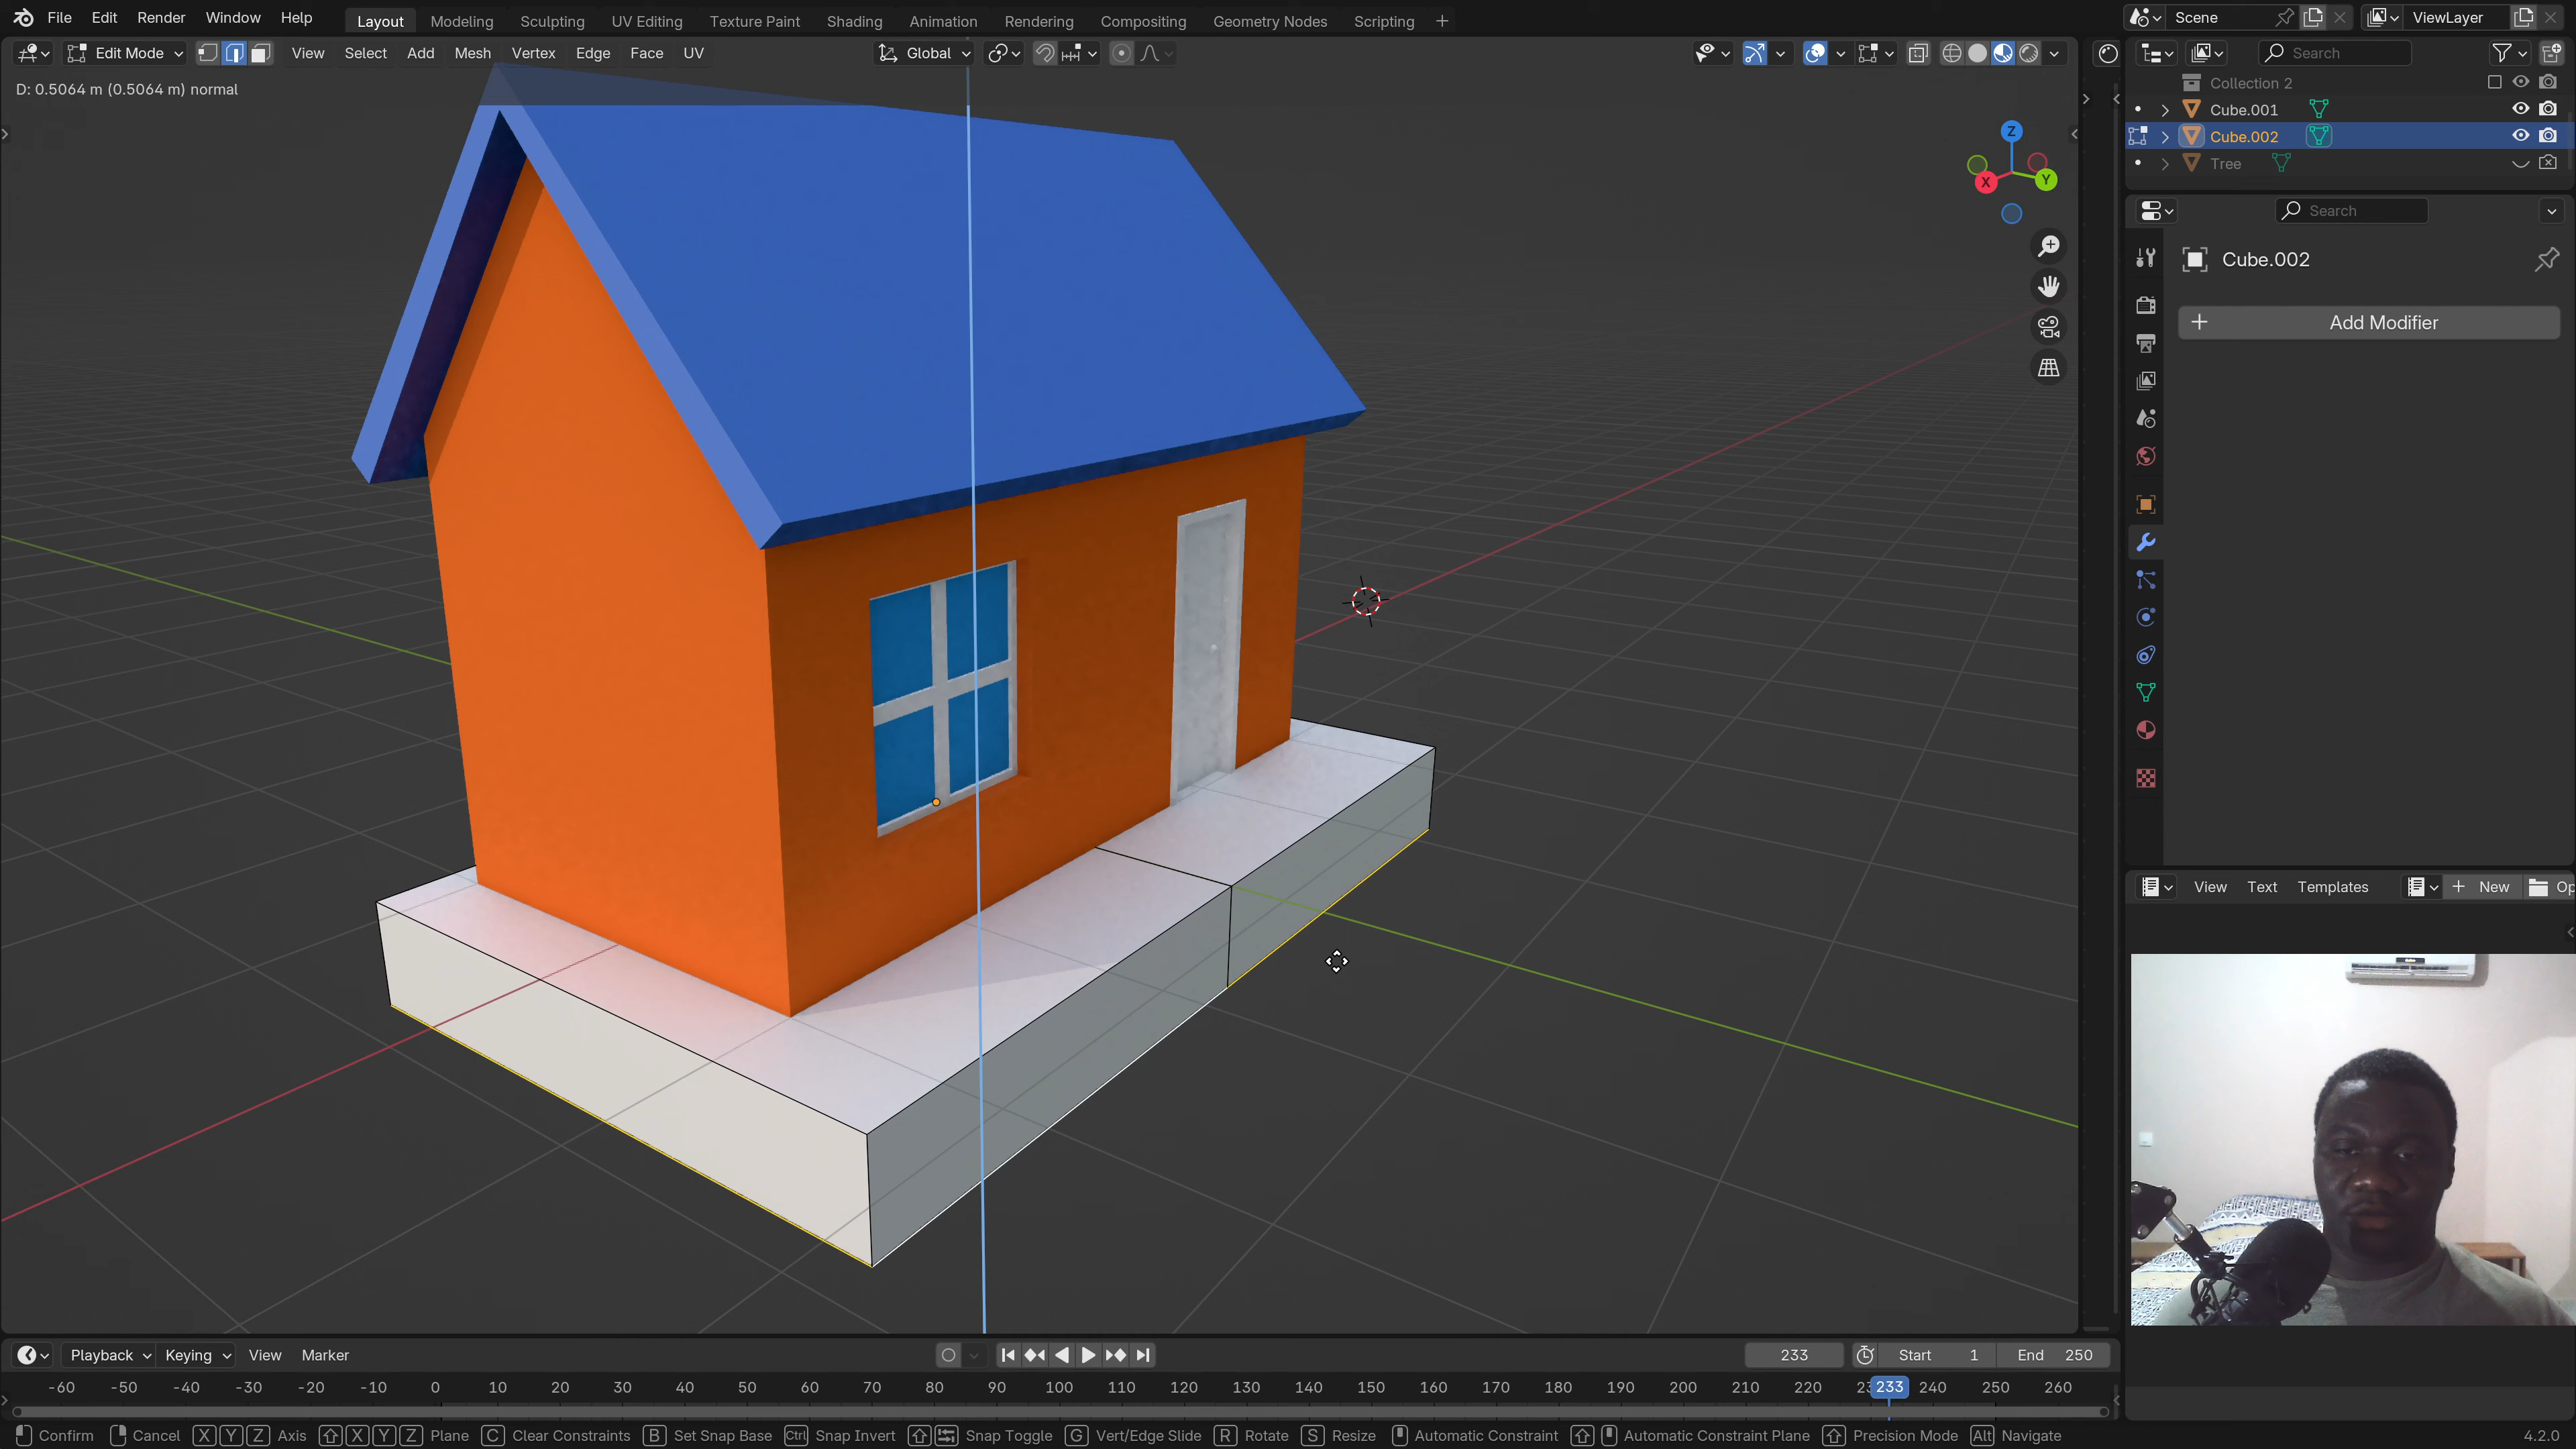 File Edit Render Window Help Layout Modeling Sculpting UV Editing Texture Paint Shading Animation Rendering Compositing Geometry Nodes Scripting + Scene ViewLayer
Edit Mode View Select Add Mesh Vertex Edge Face UV Global Search
D: 0.5064 m (0.5064 m) normal
Collection 2
Cube.001
Cube.002
Tree
Z
X
Y
Search
Cube.002
+ Add Modifier
View Text Templates + New Op
Playback Keying View Marker 233 Start 1 End 250
-60 -50 -40 -30 -20 -10 0 10 20 30 40 50 60 70 80 90 100 110 120 130 140 150 160 170 180 190 200 210 220 23 233 240 250 260
Confirm Cancel X Y Z Axis X Y Z Plane C Clear Constraints B Set Snap Base Ctrl Snap Invert Snap Toggle G Vert/Edge Slide R Rotate S Resize Automatic Constraint Automatic Constraint Plane Precision Mode Alt Navigate 4.2.0